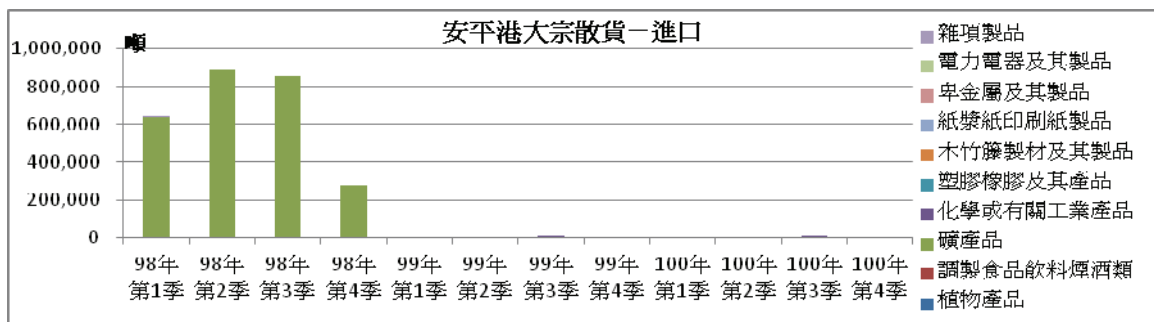 安平港大宗散貨－進口
噸
1,000,000
800,000
600,000
400,000
200,000
0
98年 98年 98年 98年 99年 99年 99年 99年 100年 100年 100年 100年
第1季 第2季 第3季 第4季 第1季 第2季 第3季 第4季 第1季 第2季 第3季 第4季
雜項製品
電力電器及其製品
卑金屬及其製品
紙漿紙印刷紙製品
木竹籐製材及其製品
塑膠橡膠及其產品
化學或有關工業產品
礦產品
調製食品飲料煙酒類
植物產品